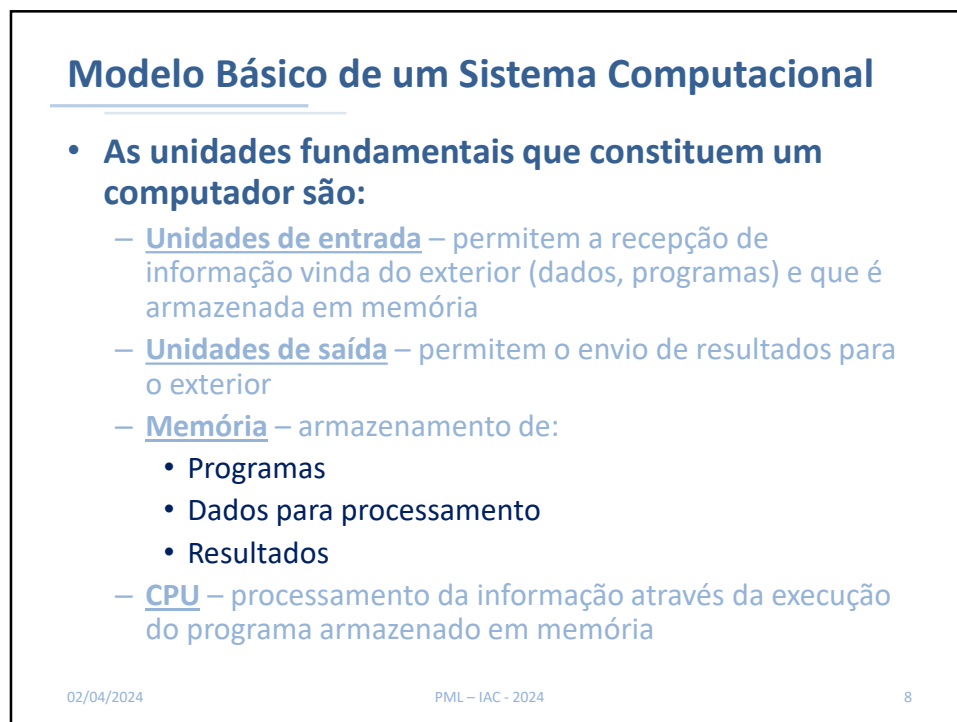 Modelo Básico de um Sistema Computacional
• As unidades fundamentais que constituem um
computador são:
– Unidades de entrada – permitem a recepção de
informação vinda do exterior (dados, programas) e que é
armazenada em memória
– Unidades de saída – permitem o envio de resultados para
o exterior
– Memória – armazenamento de:
• Programas
• Dados para processamento
• Resultados
– CPU – processamento da informação através da execução
do programa armazenado em memória
02/04/2024 PML – IAC - 2024 8